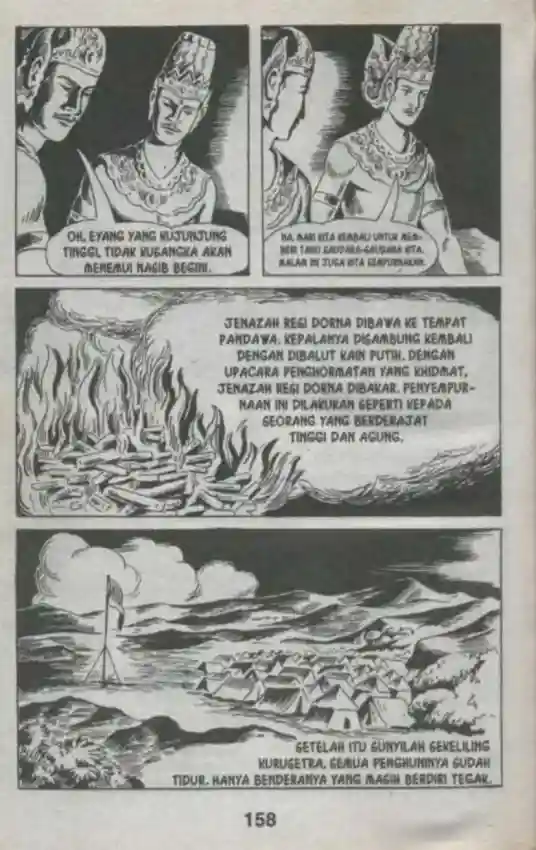 OH, EYANG YANG KUJUNJUNG
TINGGI, TIDAK KUSANGKA AKAN
MENEMUI NASIB BEGINI.
NA, MARI KITA KEMBALI UNTUK MEM-
BERI TAHU SAUDARA-SAUDARA KITA.
MALAM INI JUGA KITA SEMPURNAKAN.
JENAZAH RESI DORNA DIBAWA KE TEMPAT
PANDAWA. KEPALANYA DISAMBUNG KEMBALI
DENGAN DIBALUT KAIN PUTIH. DENGAN
UPACARA PENGHORMATAN YANG KHIDMAT,
JENAZAH RESI DORNA DIBAKAR. PENYEMPUR-
NAAN INI DILAKUKAN SEPERTI KEPADA
SEORANG YANG BERDERAJAT
TINGGI DAN AGUNG.
SETELAH ITU SUNYILAH SEKELILING
KURUSETRA. SEMUA PENGHUNINYA SUDAH
TIDUR. HANYA BENDERANYA YANG MASIH BERDIRI TEGAK.
158